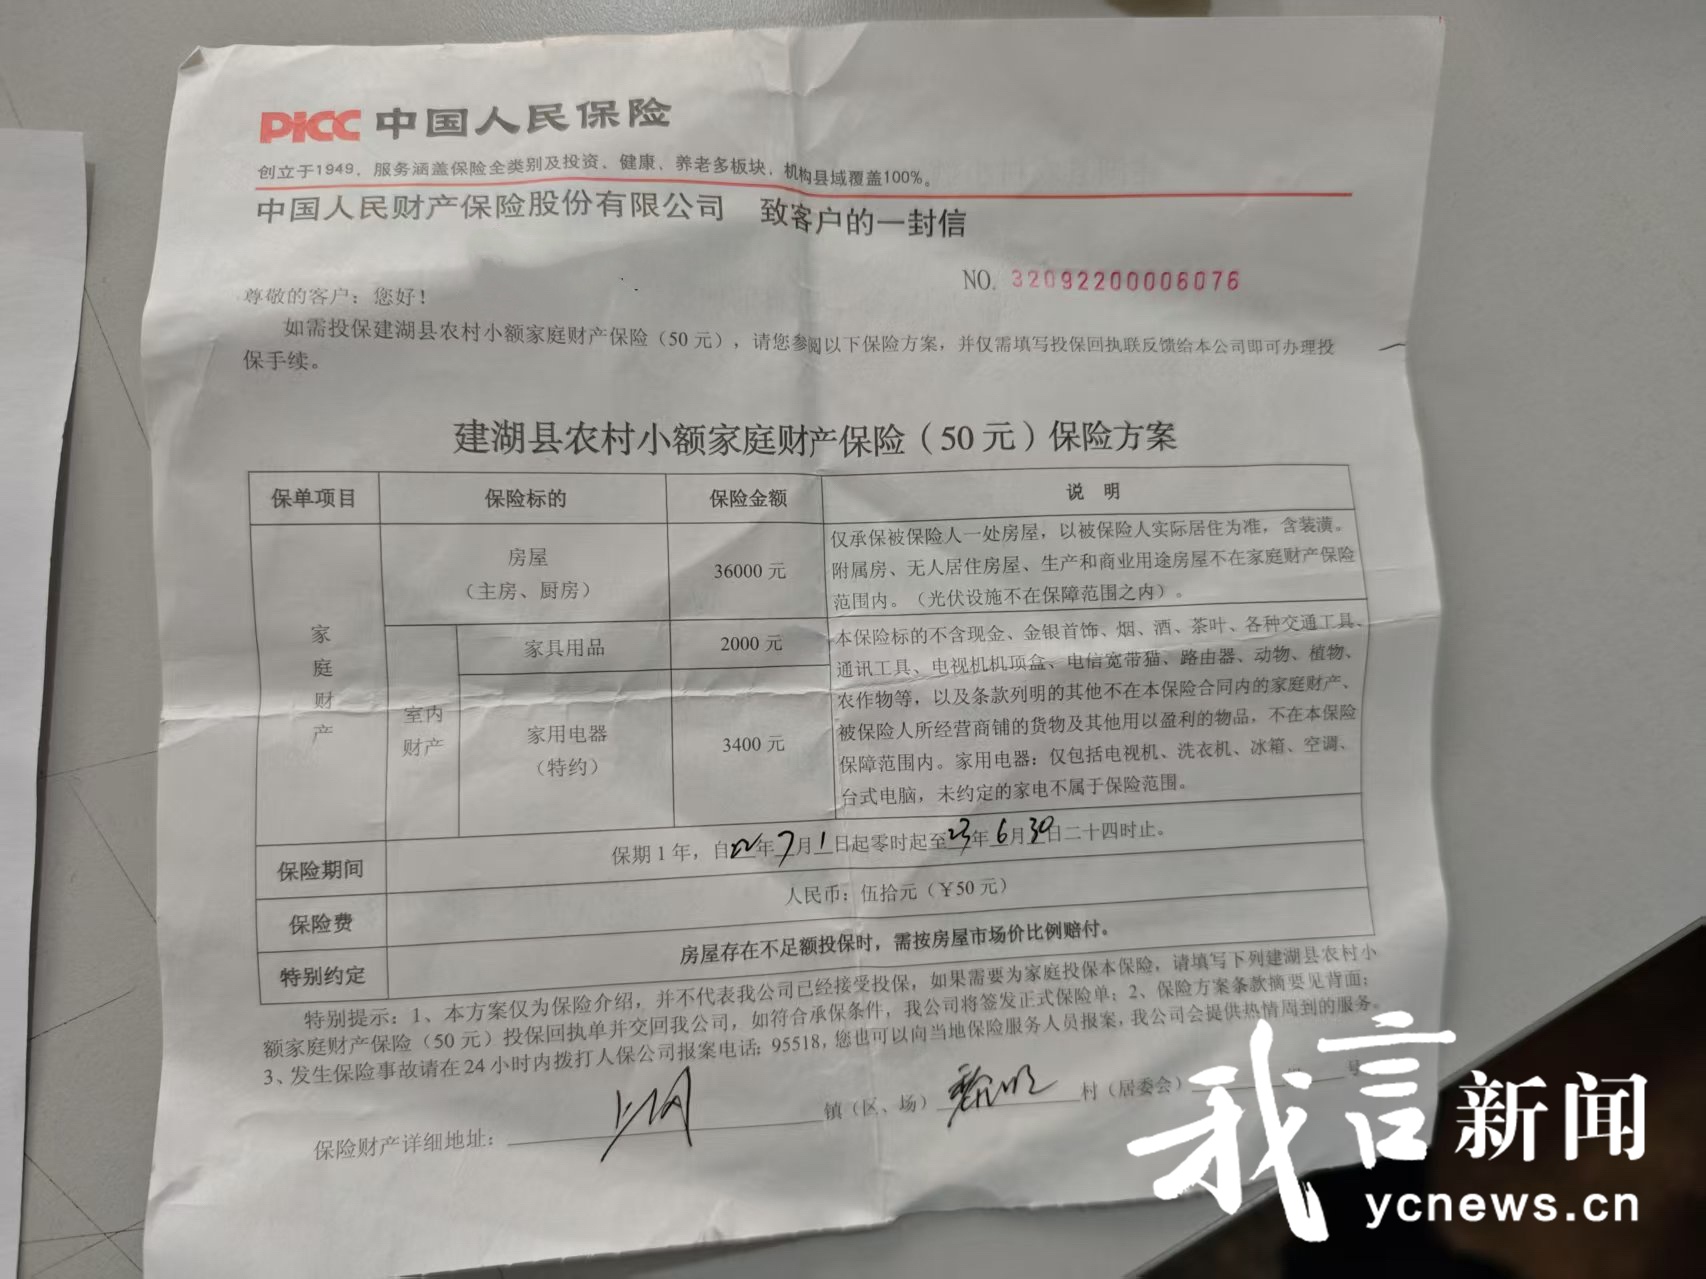 PICC 中国人民保险
创立于1949，服务涵盖保险全类别及投资、健康、养老多板块，机构县域覆盖100%。
中国人民财产保险股份有限公司 致客户的一封信
NO. 32092200006076
尊敬的客户：您好！
如需投保建湖县农村小额家庭财产保险（50元），请您参阅以下保险方案，并仅需填写投保回执联反馈给本公司即可办理投
保手续。
建湖县农村小额家庭财产保险（50元）保险方案
保单项目 保险标的 保险金额 说 明
家庭财产
房屋
（主房、厨房）
36000元
仅承保被保险人一处房屋，以被保险人实际居住为准，含装潢。
附属房、无人居住房屋、生产和商业用途房屋不在家庭财产保险
范围内。（光伏设施不在保障范围之内）。
室内
财产
家具用品
2000元
家用电器
（特约）
3400元
本保险标的不含现金、金银首饰、烟、酒、茶叶、各种交通工具、
通讯工具、电视机机顶盒、电信宽带猫、路由器、动物、植物、
农作物等，以及条款列明的其他不在本保险合同内的家庭财产、
被保险人所经营商铺的货物及其他用以盈利的物品，不在本保险
保障范围内。家用电器：仅包括电视机、洗衣机、冰箱、空调、
台式电脑，未约定的家电不属于保险范围。
保险期间 保期1年，自22年7月1日起零时起至23年6月30日二十四时止。
保险费 人民币：伍拾元（¥50元）
特别约定 房屋存在不足额投保时，需按房屋市场价比例赔付。
特别提示：1、本方案仅为保险介绍，并不代表我公司已经接受投保，如果需要为家庭投保本保险，请填写下列建湖县农村小
额家庭财产保险（50元）投保回执单并交回我公司，如符合承保条件，我公司将签发正式保险单；2、保险方案条款摘要见背面；
3、发生保险事故请在24小时内拨打人保公司报案电话：95518，您也可以向当地保险服务人员报案，我公司会提供热情周到的服务。
保险财产详细地址： 镇（区、场） 村（居委会） 号
我言新闻
ycnews.cn